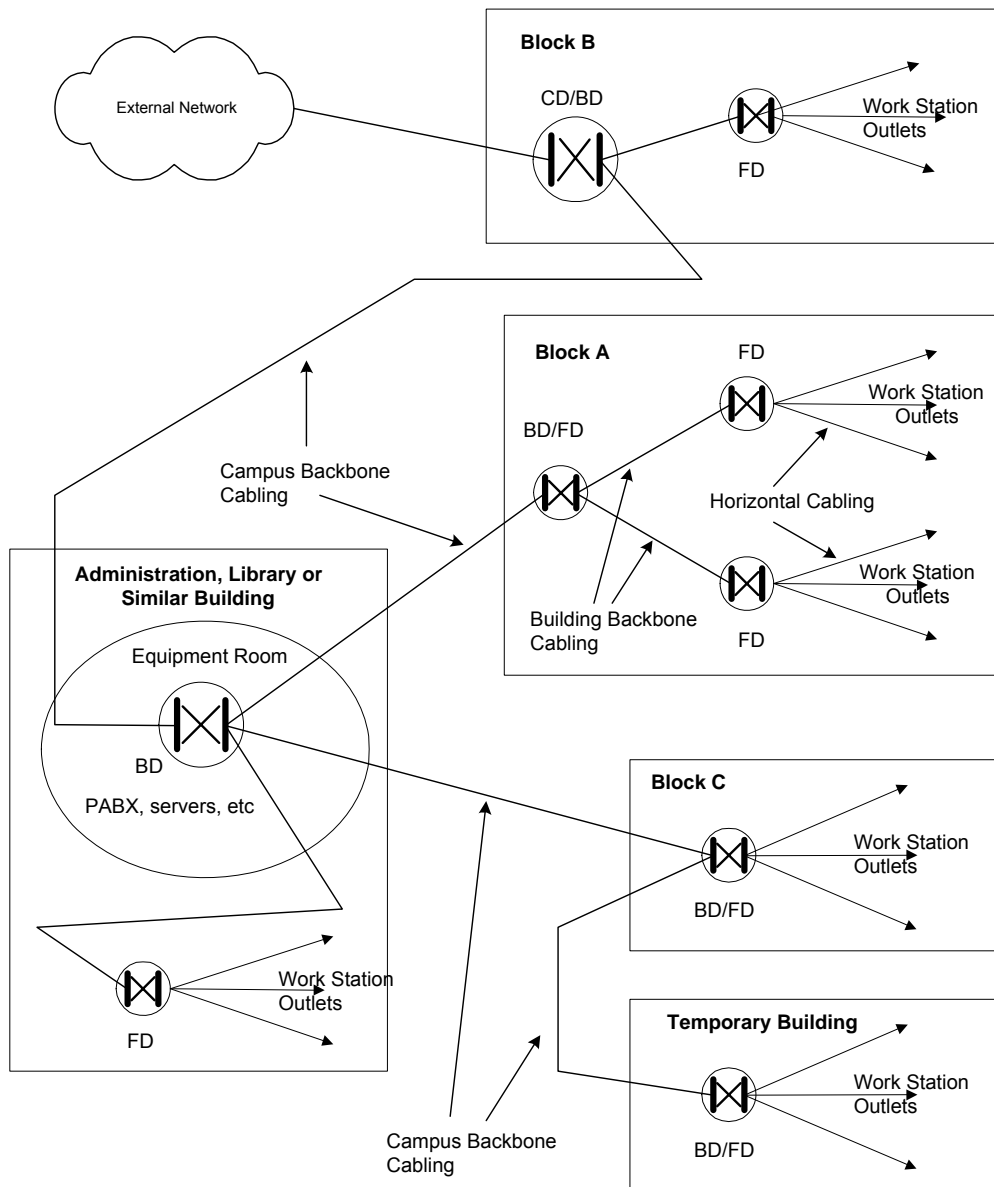 Block B
External Network
CD/BD
FD
Work Station
Outlets
Block A
BD/FD
FD
Work Station
Outlets
Campus Backbone
Cabling
Horizontal Cabling
Building Backbone
Cabling
FD
Work Station
Outlets
Administration, Library or
Similar Building
Equipment Room
BD
PABX, servers, etc
FD
Work Station
Outlets
Block C
BD/FD
Work Station
Outlets
Temporary Building
BD/FD
Work Station
Outlets
Campus Backbone
Cabling